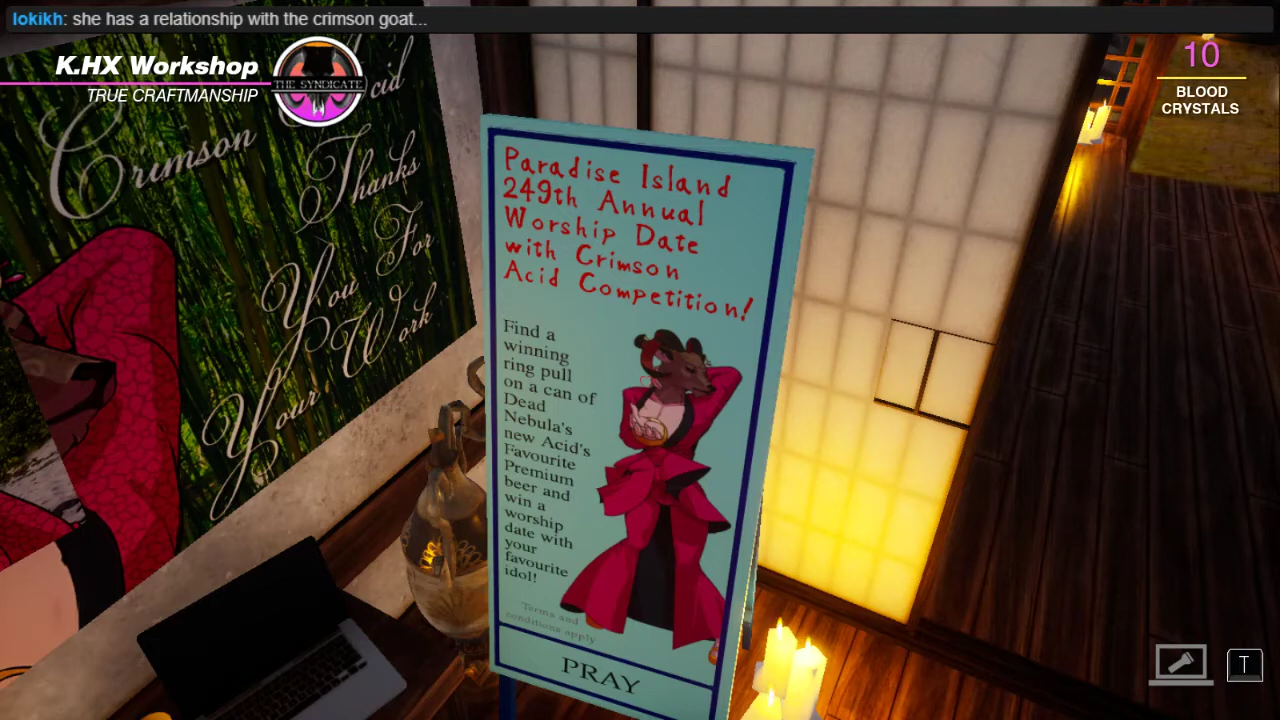 lokikh: she has a relationship with the crimson goat...
K.HX Workshop
TRUE CRAFTMANSHIP
THE SYNDICATE
10
BLOOD
CRYSTALS
Crimson
cid
Thanks
You For
Your Work
Paradise Island
249th Annual
Worship Date
with Crimson
Acid Competition!
Find a
winning
ring pull
on a can of
Dead
Nebula's
new Acid's
Favourite
Premium
beer and
win a
worship
date with
your
favourite
idol!
Terms and
conditions apply
PRAY
T